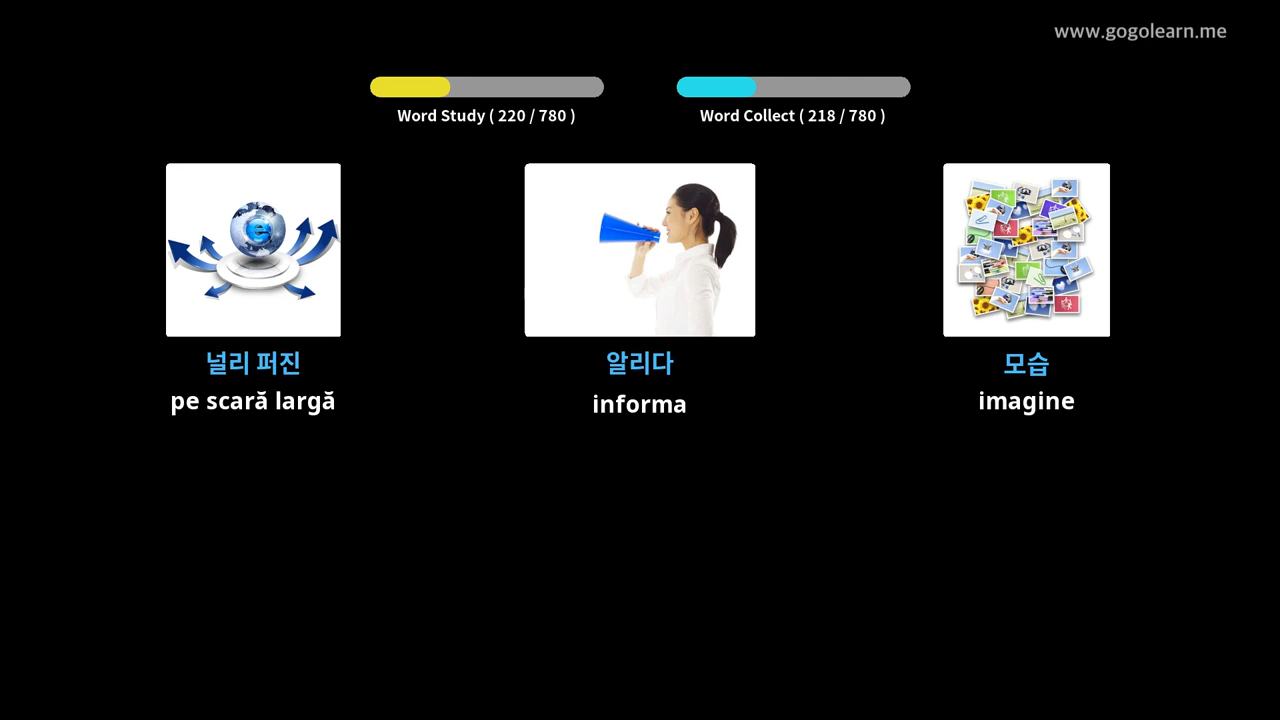 www.gogolearn.me
Word Study ( 220 / 780 )
Word Collect ( 218 / 780 )
e
널리 퍼진
pe scară largă
알리다
informa
모습
imagine